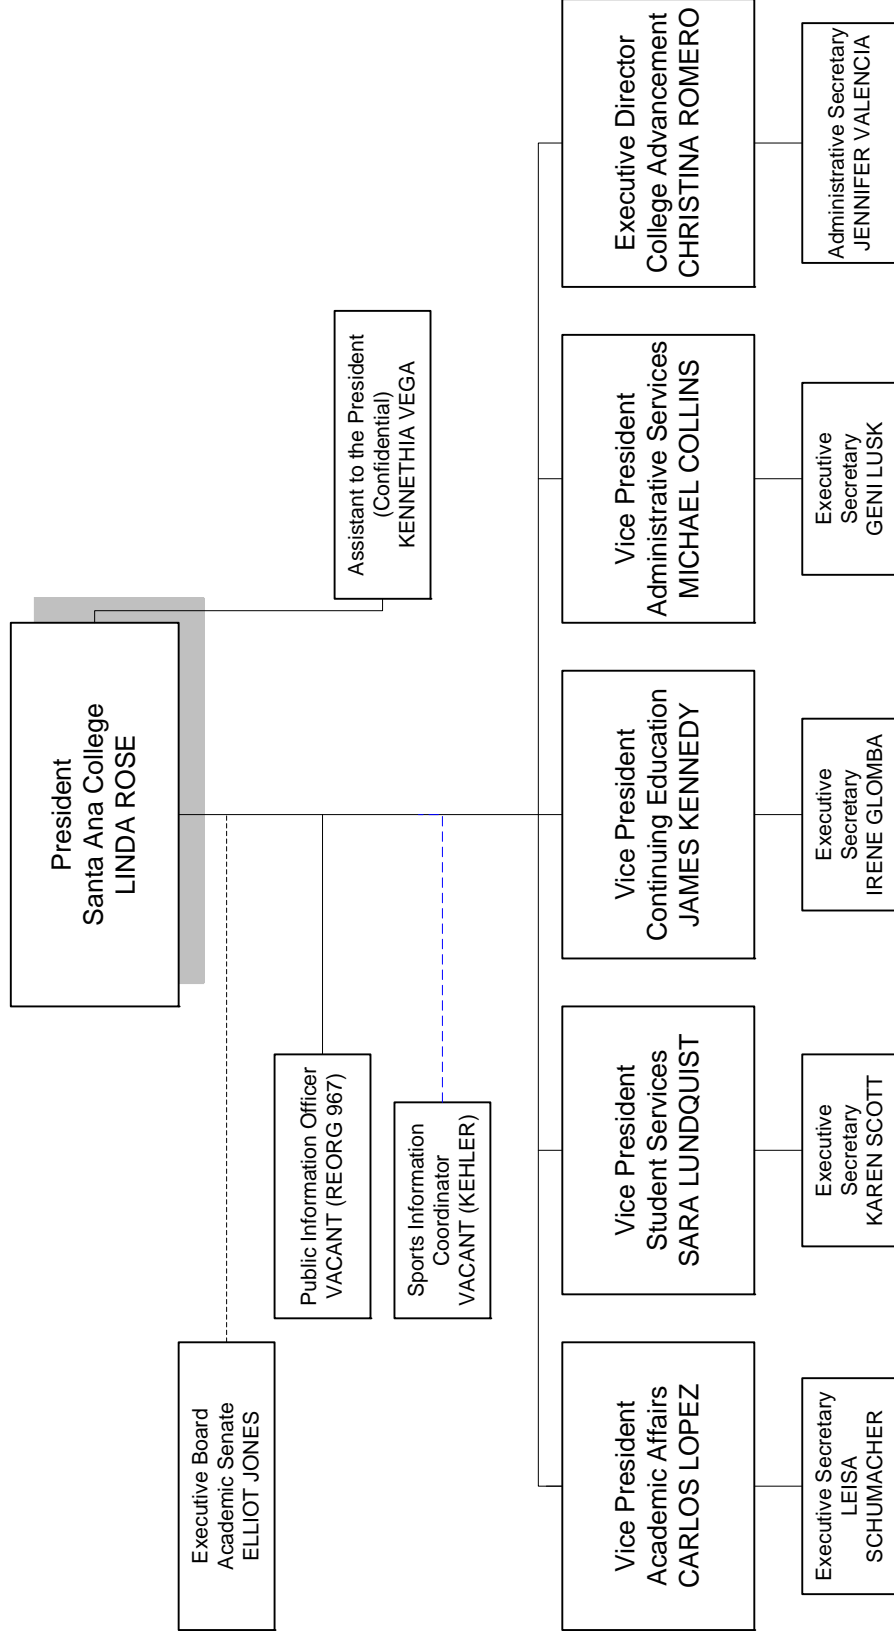 President
Santa Ana College
LINDA ROSE
Executive Board
Academic Senate
ELLIOT JONES
Public Information Officer
VACANT (REORG 967)
Assistant to the President
(Confidential)
KENNETHIA VEGA
Sports Information
Coordinator
VACANT (KEHLER)
Vice President
Academic Affairs
CARLOS LOPEZ
Vice President
Student Services
SARA LUNDQUIST
Vice President
Continuing Education
JAMES KENNEDY
Vice President
Administrative Services
MICHAEL COLLINS
Executive Director
College Advancement
CHRISTINA ROMERO
Executive Secretary
LEISA
SCHUMACHER
Executive
Secretary
KAREN SCOTT
Executive
Secretary
IRENE GLOMBA
Executive
Secretary
GENI LUSK
Administrative Secretary
JENNIFER VALENCIA